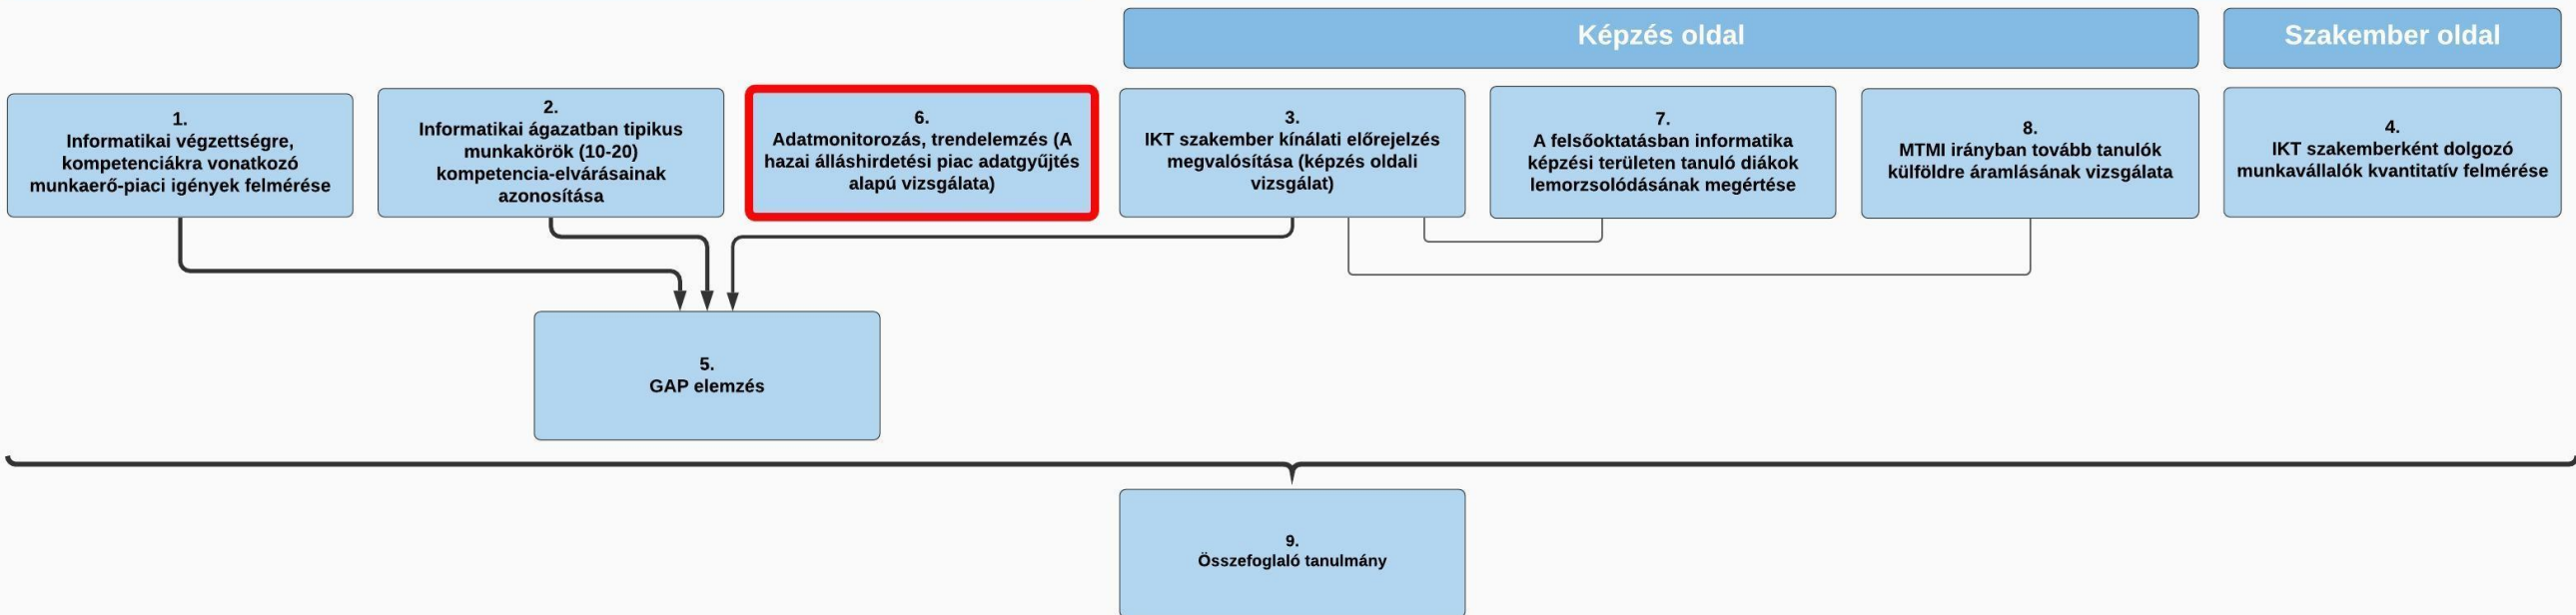 Képzés oldal
Szakember oldal
1.
Informatikai végzettségre,
kompetenciákra vonatkozó
munkaerő-piaci igények felmérése
2.
Informatikai ágazatban tipikus
munkakörök (10-20)
kompetencia-elvárásainak
azonosítása
6.
Adatmonitorozás, trendelemzés (A
hazai álláshirdetési piac adatgyűjtés
alapú vizsgálata)
3.
IKT szakember kínálati előrejelzés
megvalósítása (képzés oldali
vizsgálat)
7.
A felsőoktatásban informatika
képzési területen tanuló diákok
lemorzsolódásának megértése
8.
MTMI irányban tovább tanulók
külföldre áramlásának vizsgálata
4.
IKT szakemberként dolgozó
munkavállalók kvantitatív felmérése
5.
GAP elemzés
9.
Összefoglaló tanulmány